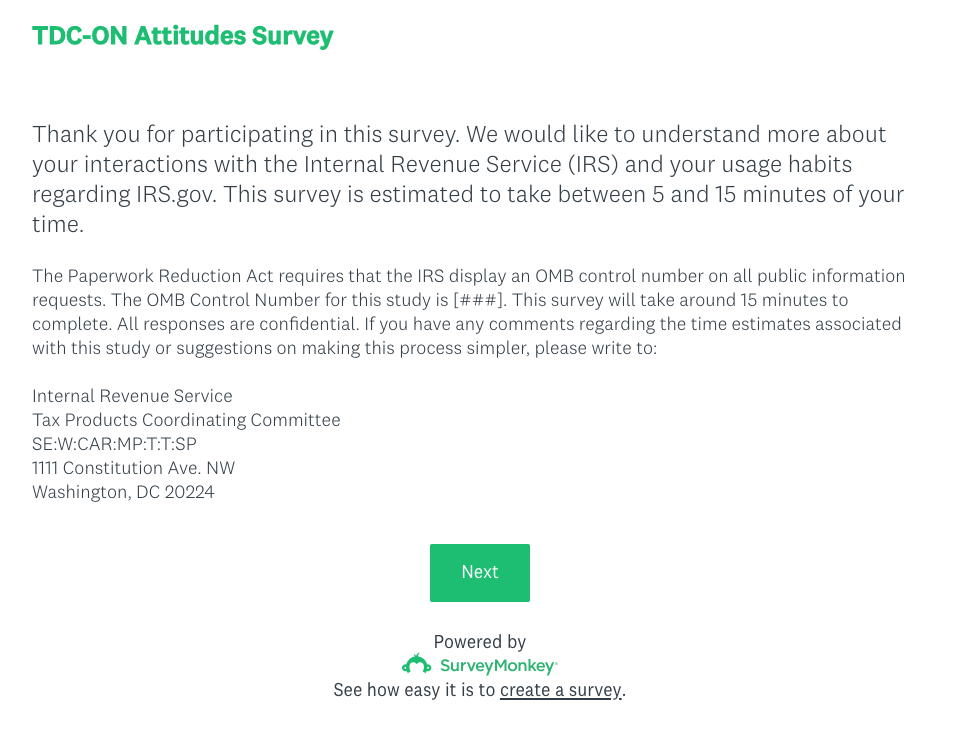 TDC-ON Attitudes Survey
Thank you for participating in this survey. We would like to understand more about
your interactions with the Internal Revenue Service (IRS) and your usage habits
regarding IRS.gov. This survey is estimated to take between 5 and 15 minutes of your
time.
The Paperwork Reduction Act requires that the IRS display an OMB control number on all public information
requests. The OMB Control Number for this study is [###]. This survey will take around 15 minutes to
complete. All responses are confidential. If you have any comments regarding the time estimates associated
with this study or suggestions on making this process simpler, please write to:
Internal Revenue Service
Tax Products Coordinating Committee
SE:W:CAR:MP:T:T:SP
1111 Constitution Ave. NW
Washington, DC 20224
Next
Powered by
SurveyMonkey
See how easy it is to create a survey.